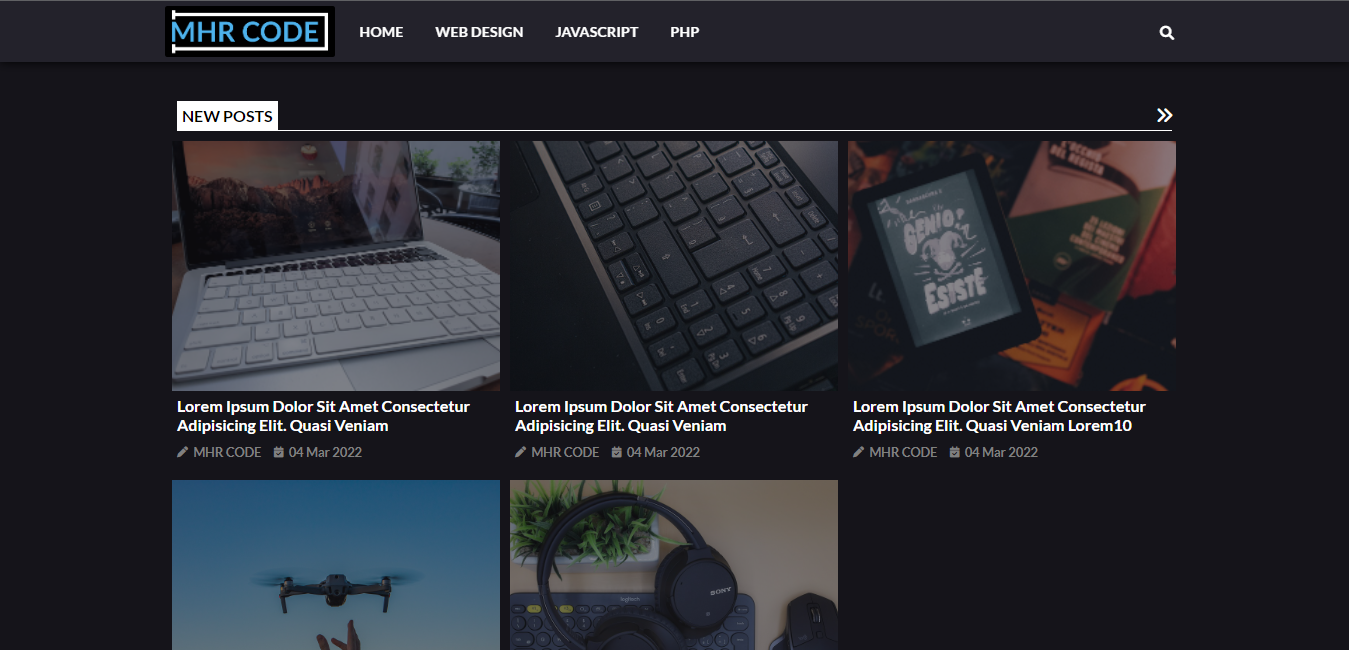 MHR CODE
HOME
WEB DESIGN
JAVASCRIPT
PHP
NEW POSTS
GENIO?
ESISTE
Lorem Ipsum Dolor Sit Amet Consectetur
Adipisicing Elit. Quasi Veniam
MHR CODE
04 Mar 2022
Lorem Ipsum Dolor Sit Amet Consectetur
Adipisicing Elit. Quasi Veniam
MHR CODE
04 Mar 2022
Lorem Ipsum Dolor Sit Amet Consectetur
Adipisicing Elit. Quasi Veniam Lorem10
MHR CODE
04 Mar 2022
SONY
logitech